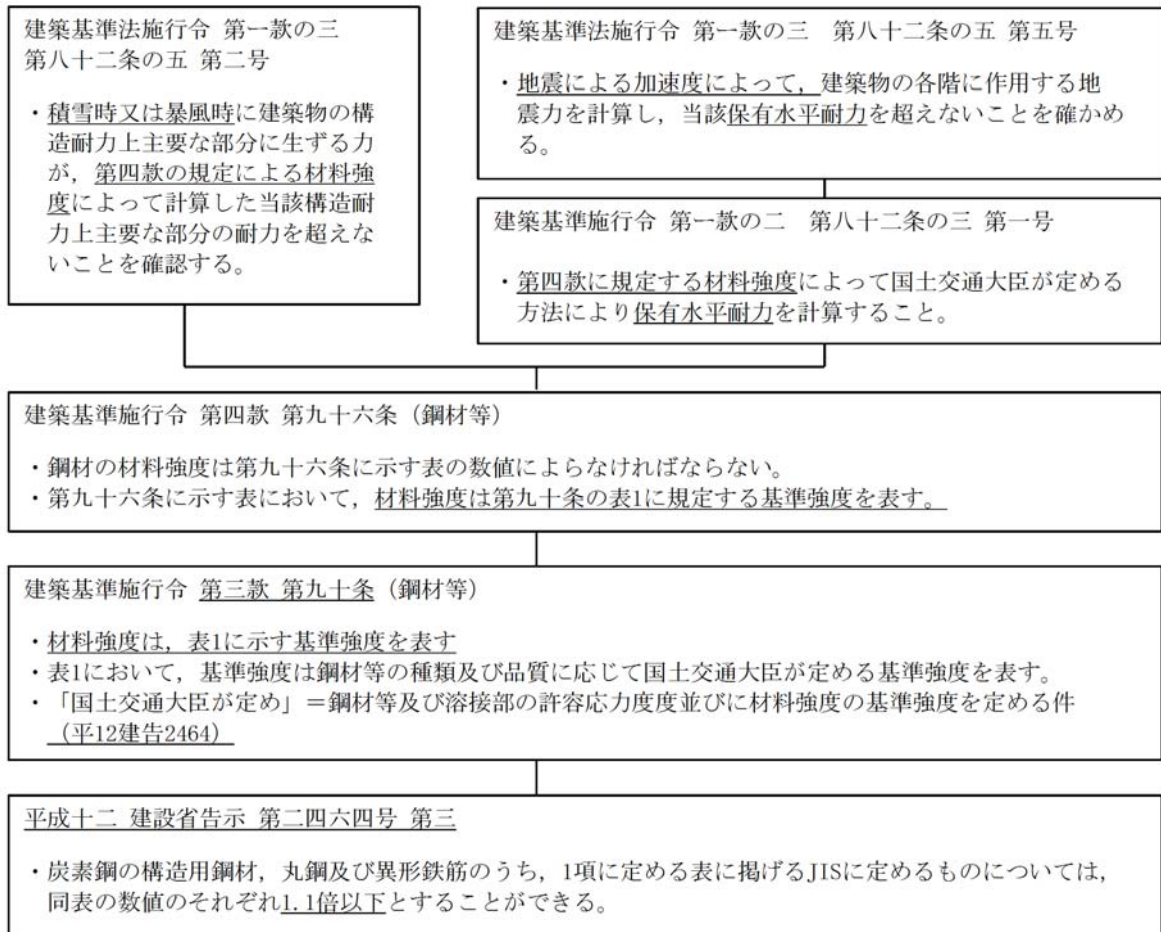 建築基準法施行令 第一款の三
第八十二条の五 第二号
・積雪時又は暴風時に建築物の構
造耐力上主要な部分に生ずる力
が，第四款の規定による材料強
度によって計算した当該構造耐
力上主要な部分の耐力を超えな
いことを確認する。
建築基準法施行令 第一款の三 第八十二条の五 第五号
・地震による加速度によって，建築物の各階に作用する地
震力を計算し，当該保有水平耐力を超えないことを確かめ
る。
建築基準施行令 第一款の二 第八十二条の三 第一号
・第四款に規定する材料強度によって国土交通大臣が定める
方法により保有水平耐力を計算すること。
建築基準施行令 第四款 第九十六条（鋼材等）
・鋼材の材料強度は第九十六条に示す表の数値によらなければならない。
・第九十六条に示す表において，材料強度は第九十条の表1に規定する基準強度を表す。
建築基準施行令 第三款 第九十条（鋼材等）
・材料強度は，表1に示す基準強度を表す
・表1において，基準強度は鋼材等の種類及び品質に応じて国土交通大臣が定める基準強度を表す。
・「国土交通大臣が定め」＝鋼材等及び溶接部の許容応力度度並びに材料強度の基準強度を定める件
（平12建告2464）
平成十二 建設省告示 第二四六四号 第三
・炭素鋼の構造用鋼材，丸鋼及び異形鉄筋のうち，1項に定める表に掲げるJISに定めるものについては，
同表の数値のそれぞれ1.1倍以下とすることができる。